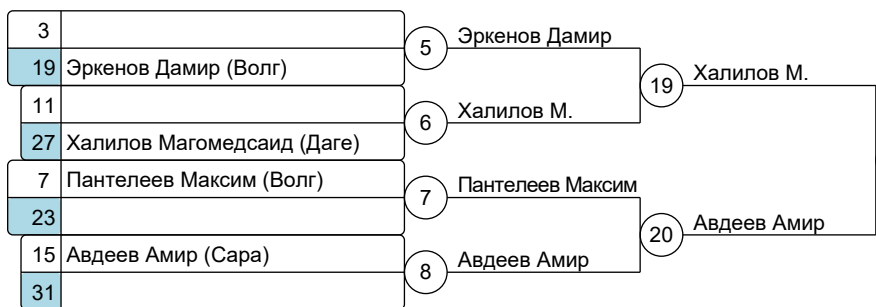 3
19 Эркенов Дамир (Волг)
5
Эркенов Дамир
11
27 Халилов Магомедсаид (Даге)
6
Халилов М.
19
Халилов М.
7 Пантелеев Максим (Волг)
23
7
Пантелеев Максим
15 Авдеев Амир (Сара)
31
8
Авдеев Амир
20
Авдеев Амир